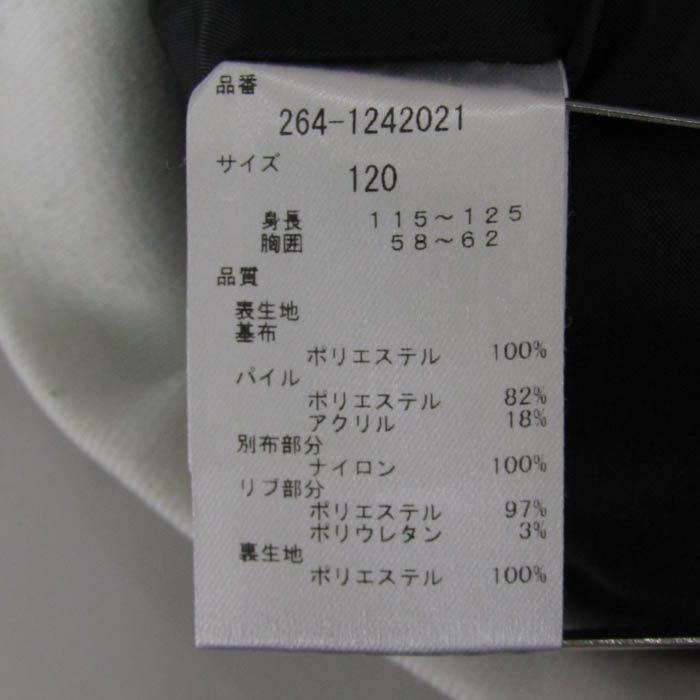 品番
264-1242021
サイズ
120
身長 115～125
胸囲 58～62
品質
表生地
基布
ポリエステル 100%
パイル
ポリエステル 82%
アクリル 18%
別布部分
ナイロン 100%
リブ部分
ポリエステル 97%
ポリウレタン 3%
裏生地
ポリエステル 100%